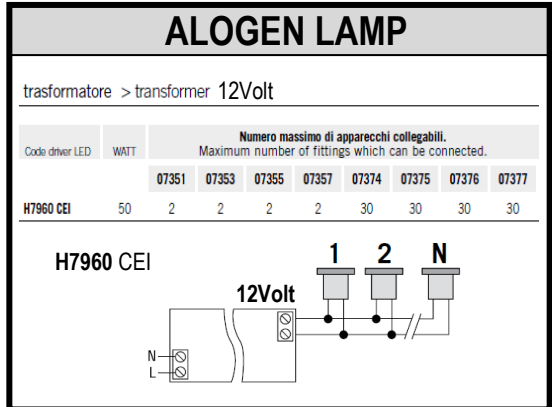 ALOGEN LAMP
trasformatore > transformer 12Volt
Numero massimo di apparecchi collegabili.
Code driver LED WATT Maximum number of fittings which can be connected.
07351 07353 07355 07357 07374 07375 07376 07377
H7960 CEI 50 2 2 2 2 30 30 30 30
H7960 CEI
1 2 N
12Volt
N
L